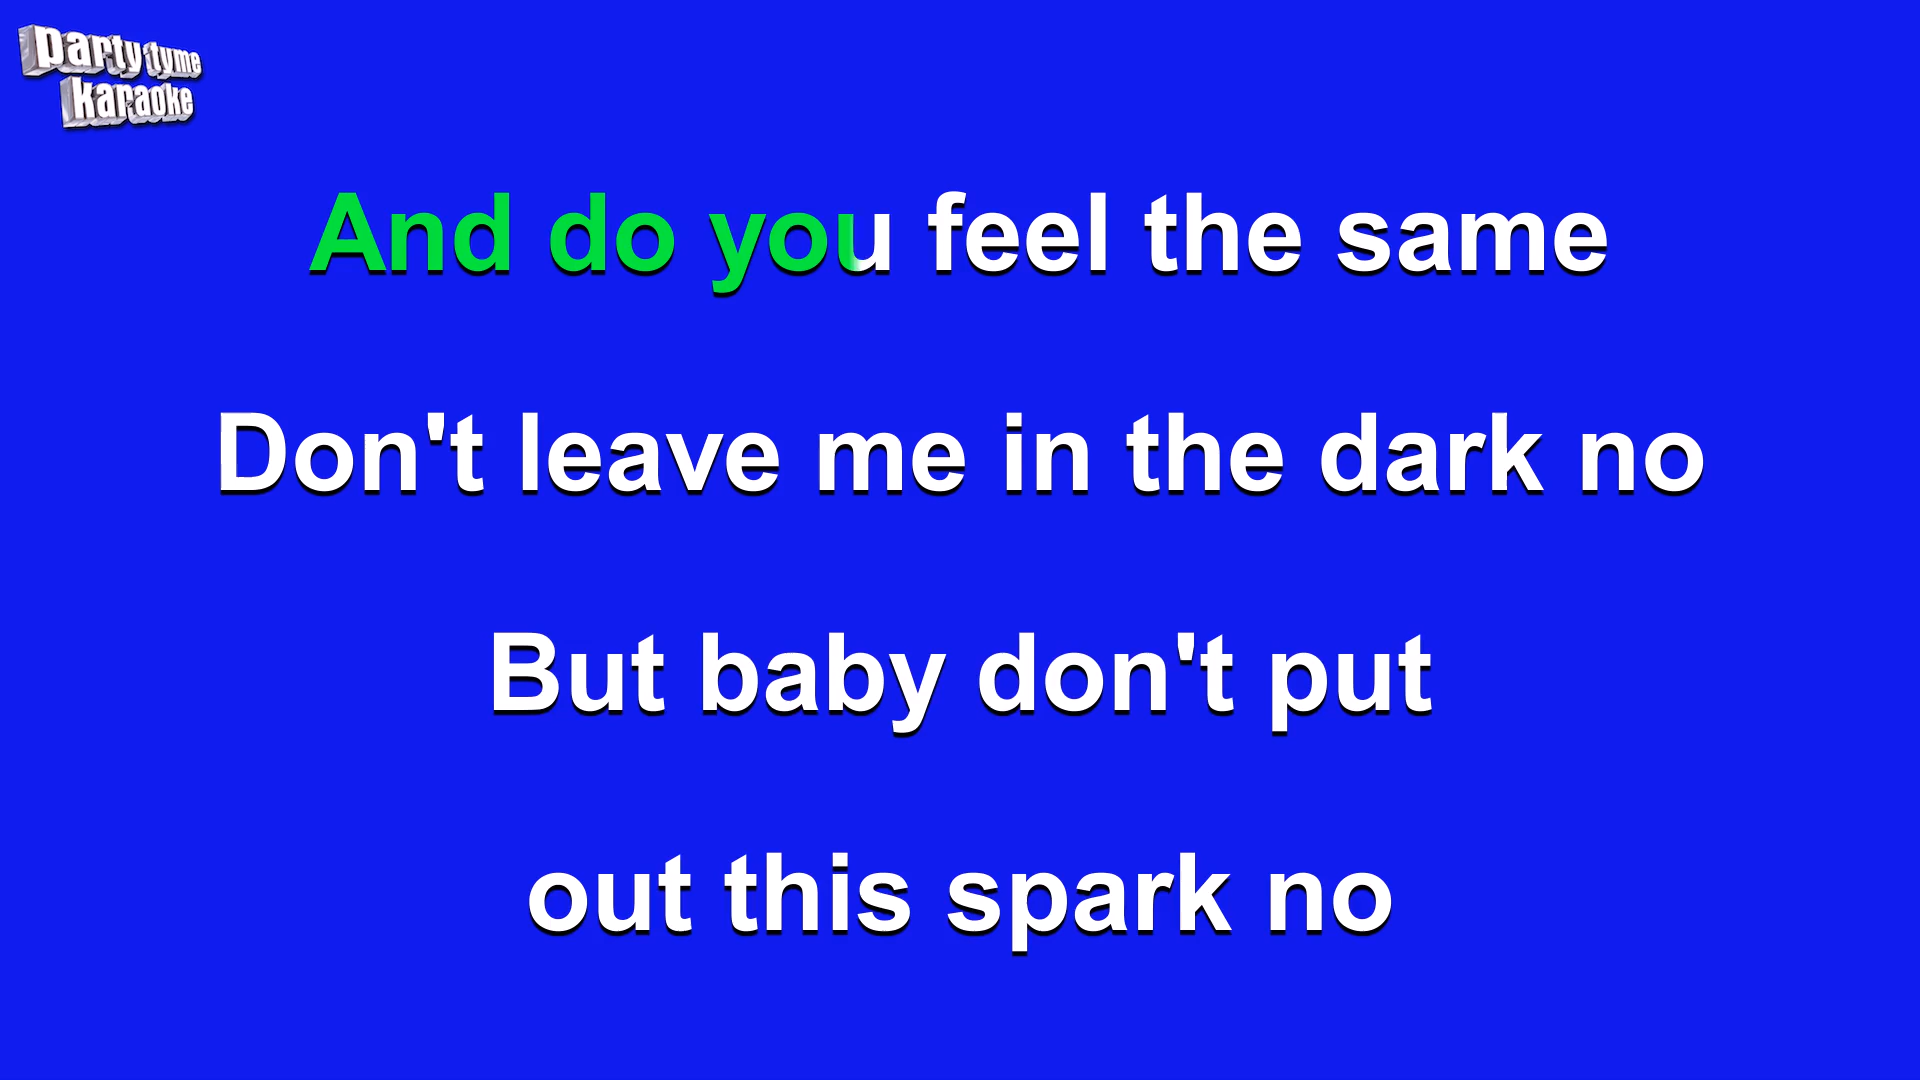 party tyme
karaoke
And do you feel the same
Don't leave me in the dark no
But baby don't put
out this spark no